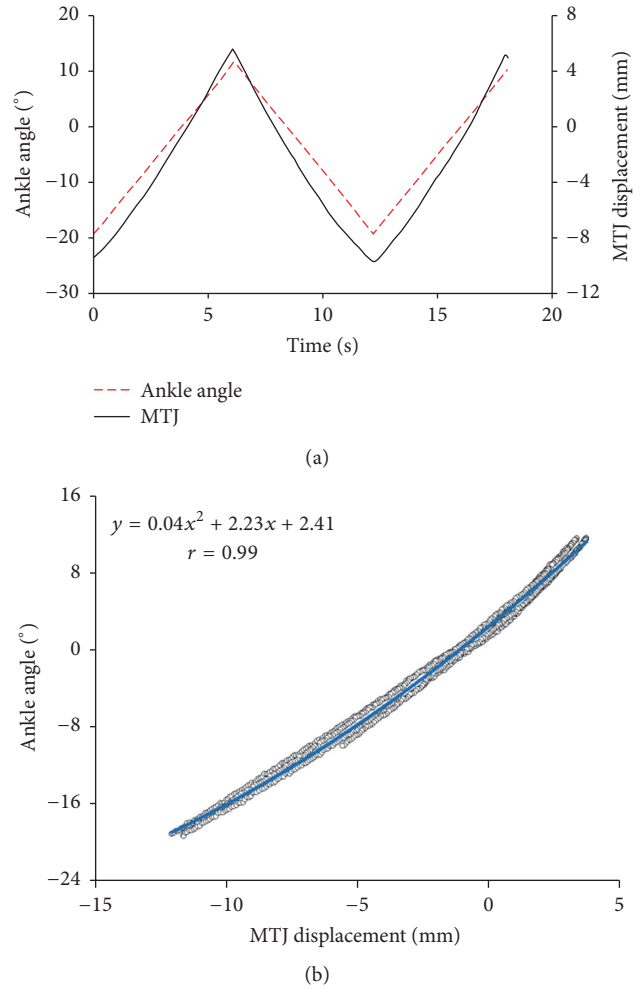 20
10
0
−10
−20
−30
Ankle angle (°)
8
4
0
−4
−8
−12
MTJ displacement (mm)
0 5 10 15 20
Time (s)
Ankle angle
MTJ
(a)
16
8
0
−8
−16
−24
Ankle angle (°)
y = 0.04x² + 2.23x + 2.41
r = 0.99
−15 −10 −5 0 5
MTJ displacement (mm)
(b)